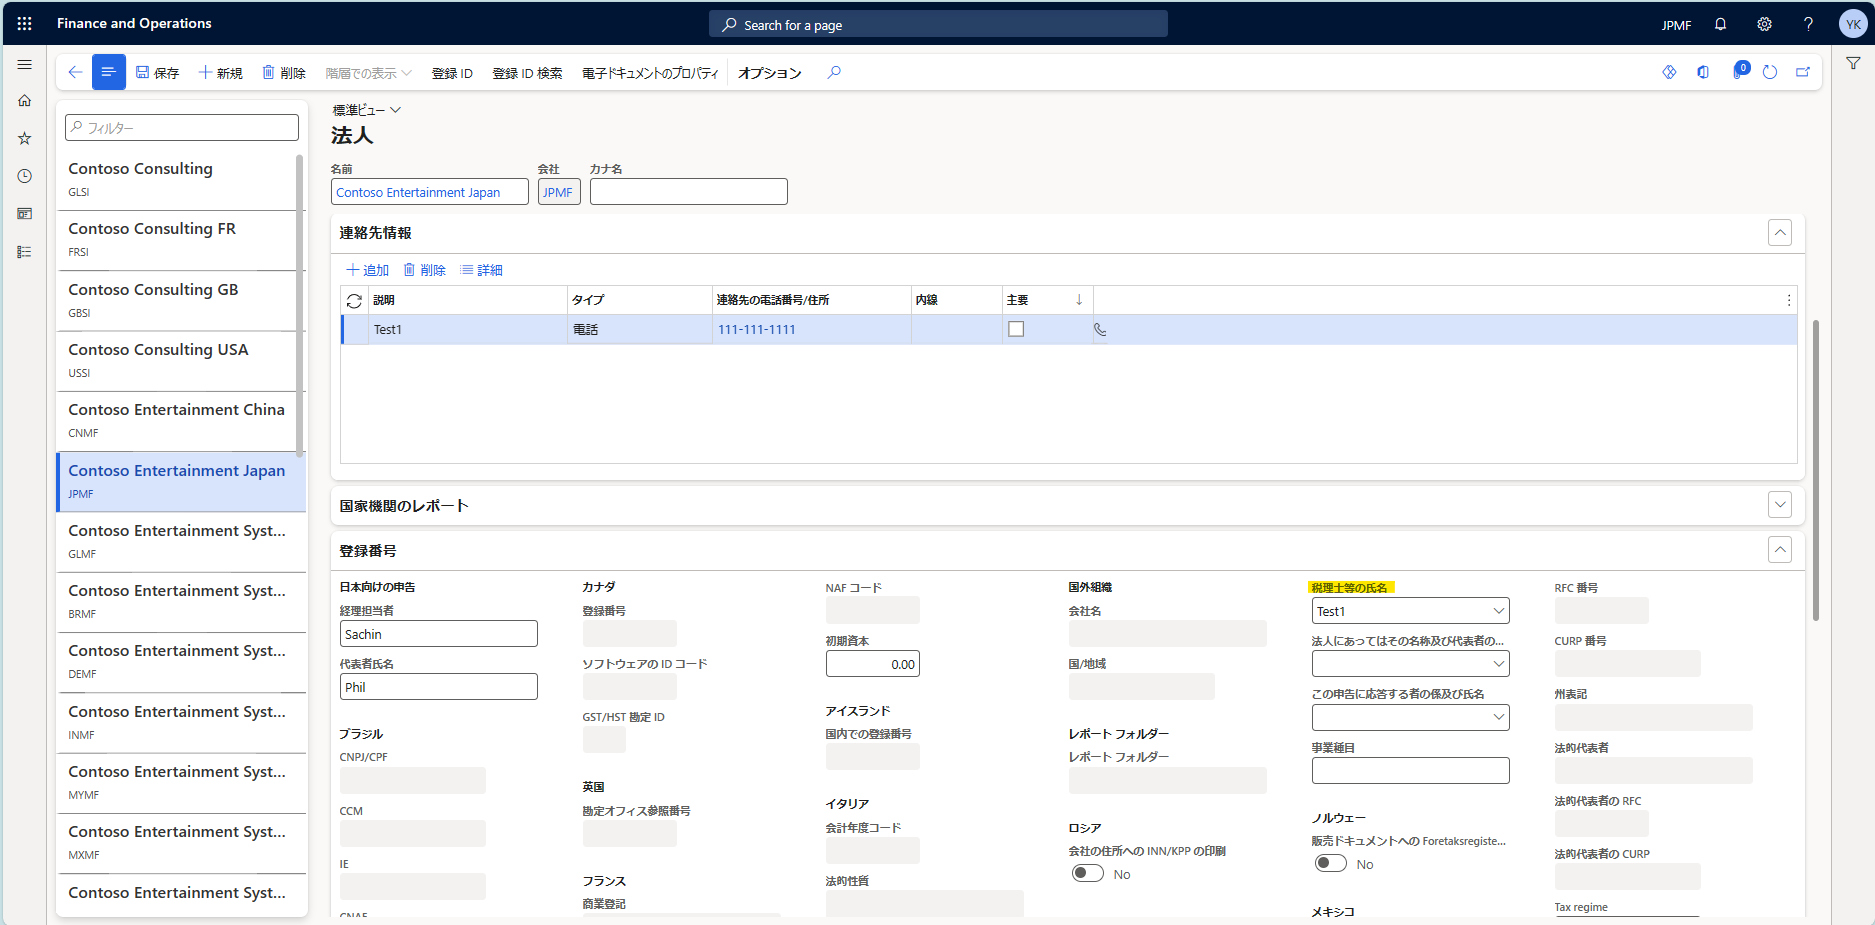 Finance and Operations
Search for a page
JPMF
YK
保存
新規
削除
階層での表示
登録 ID
登録 ID 検索
電子ドキュメントのプロパティ
オプション
0
フィルター
Contoso Consulting
GLSI
Contoso Consulting FR
FRSI
Contoso Consulting GB
GBSI
Contoso Consulting USA
USSI
Contoso Entertainment China
CNMF
Contoso Entertainment Japan
JPMF
Contoso Entertainment Syst...
GLMF
Contoso Entertainment Syst...
BRMF
Contoso Entertainment Syst...
DEMF
Contoso Entertainment Syst...
INMF
Contoso Entertainment Syst...
MYMF
Contoso Entertainment Syst...
MXMF
Contoso Entertainment Syst...
標準ビュー
法人
名前
会社
カナ名
Contoso Entertainment Japan
JPMF
連絡先情報
追加
削除
詳細
説明
タイプ
連絡先の電話番号/住所
内線
主要
Test1
電話
111-111-1111
国家機関のレポート
登録番号
日本向けの申告
経理担当者
Sachin
代表者氏名
Phil
ブラジル
CNPJ/CPF
CCM
IE
CNAE
カナダ
登録番号
ソフトウェアの ID コード
GST/HST 勘定 ID
英国
勘定オフィス参照番号
フランス
商業登記
NAF コード
初期資本
0.00
アイスランド
国内での登録番号
イタリア
会計年度コード
法的性質
国外組織
会社名
国/地域
レポート フォルダー
レポート フォルダー
ロシア
会社の住所への INN/KPP の印刷
No
税理士等の氏名
Test1
法人にあってはその名称及び代表者の...
この申告に応答する者の係及び氏名
事業種目
ノルウェー
販売ドキュメントへの Foretaksregiste...
No
メキシコ
RFC 番号
CURP 番号
州表記
法的代表者
法的代表者の RFC
法的代表者の CURP
Tax regime